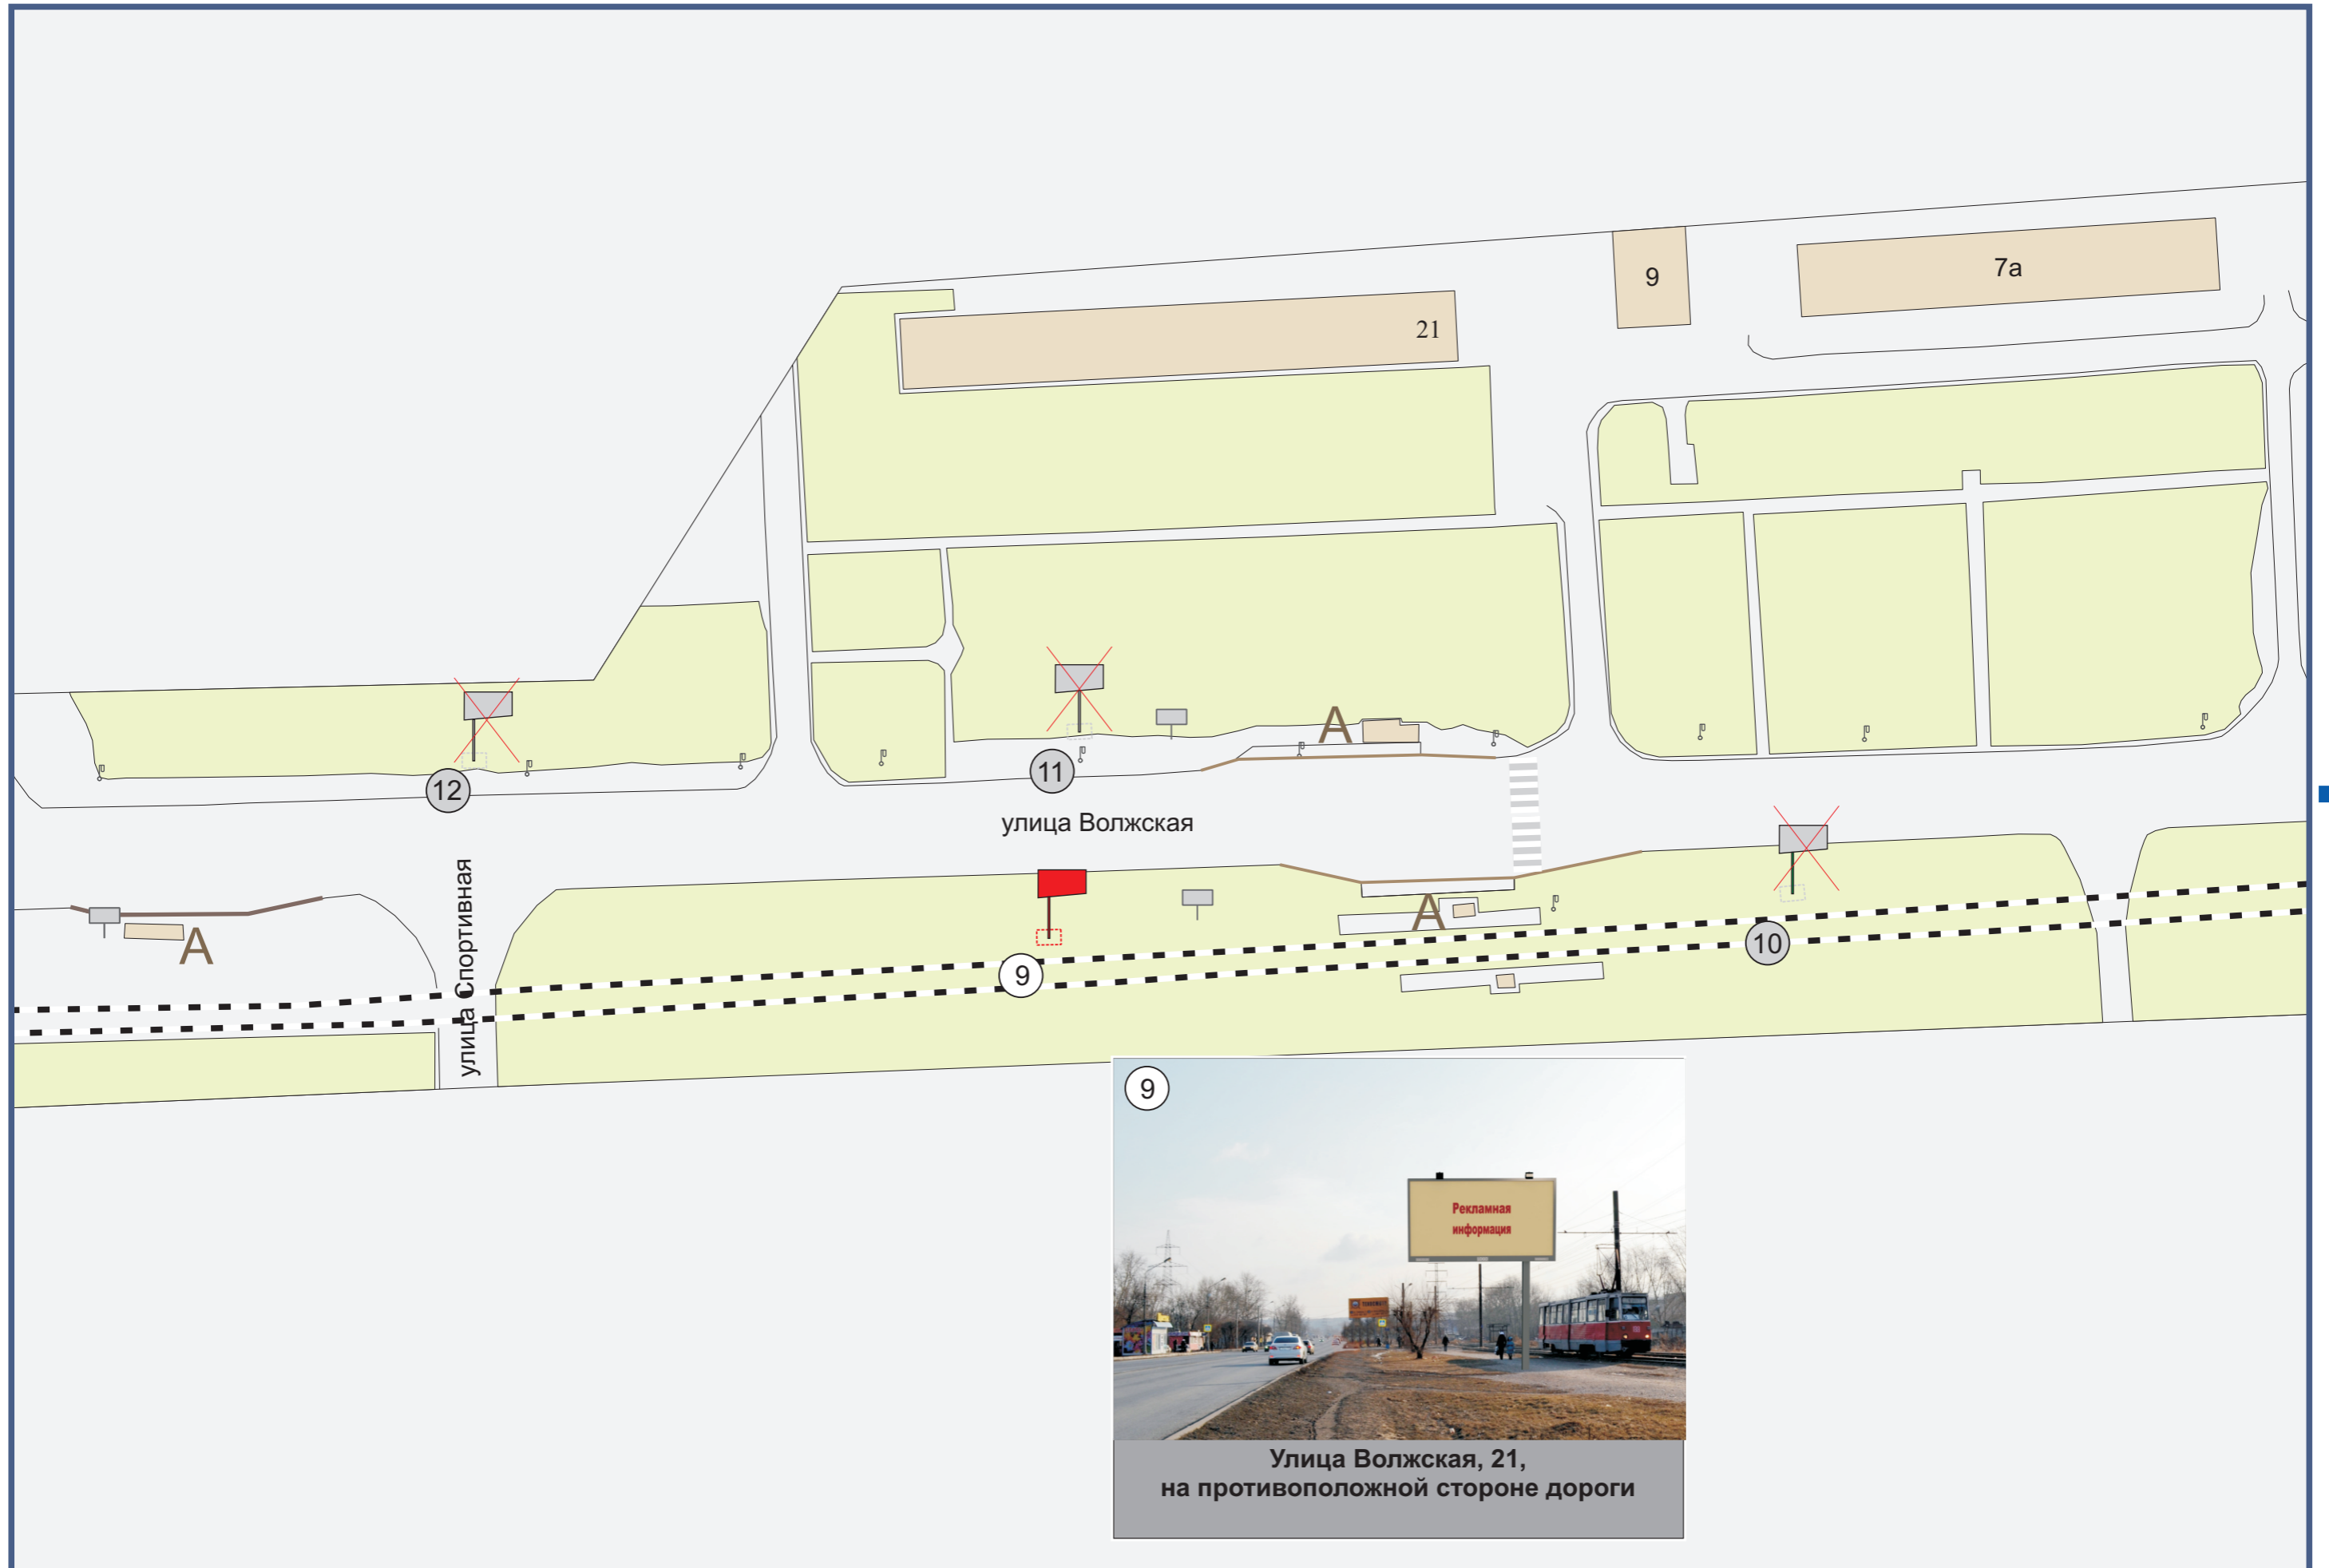 9
7а
21
А
12
11
улица Волжская
улица Спортивная
А
А
10
9
9
Рекламная
информация
Улица Волжская, 21,
на противоположной стороне дороги